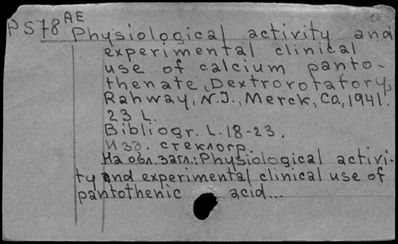 PS78 AE
Physiological activity and
experimental clinical
use of calcium panto-
thenate, Dextrorotatory,
Rahway, N.J., Merck, Ca, 1941.
23 L.
Bibliogr. L. 18-23.
Изд. стеклогр.
На обл. загл.: Physiological activi-
ty and experimental clinical use of
pantothenic acid...